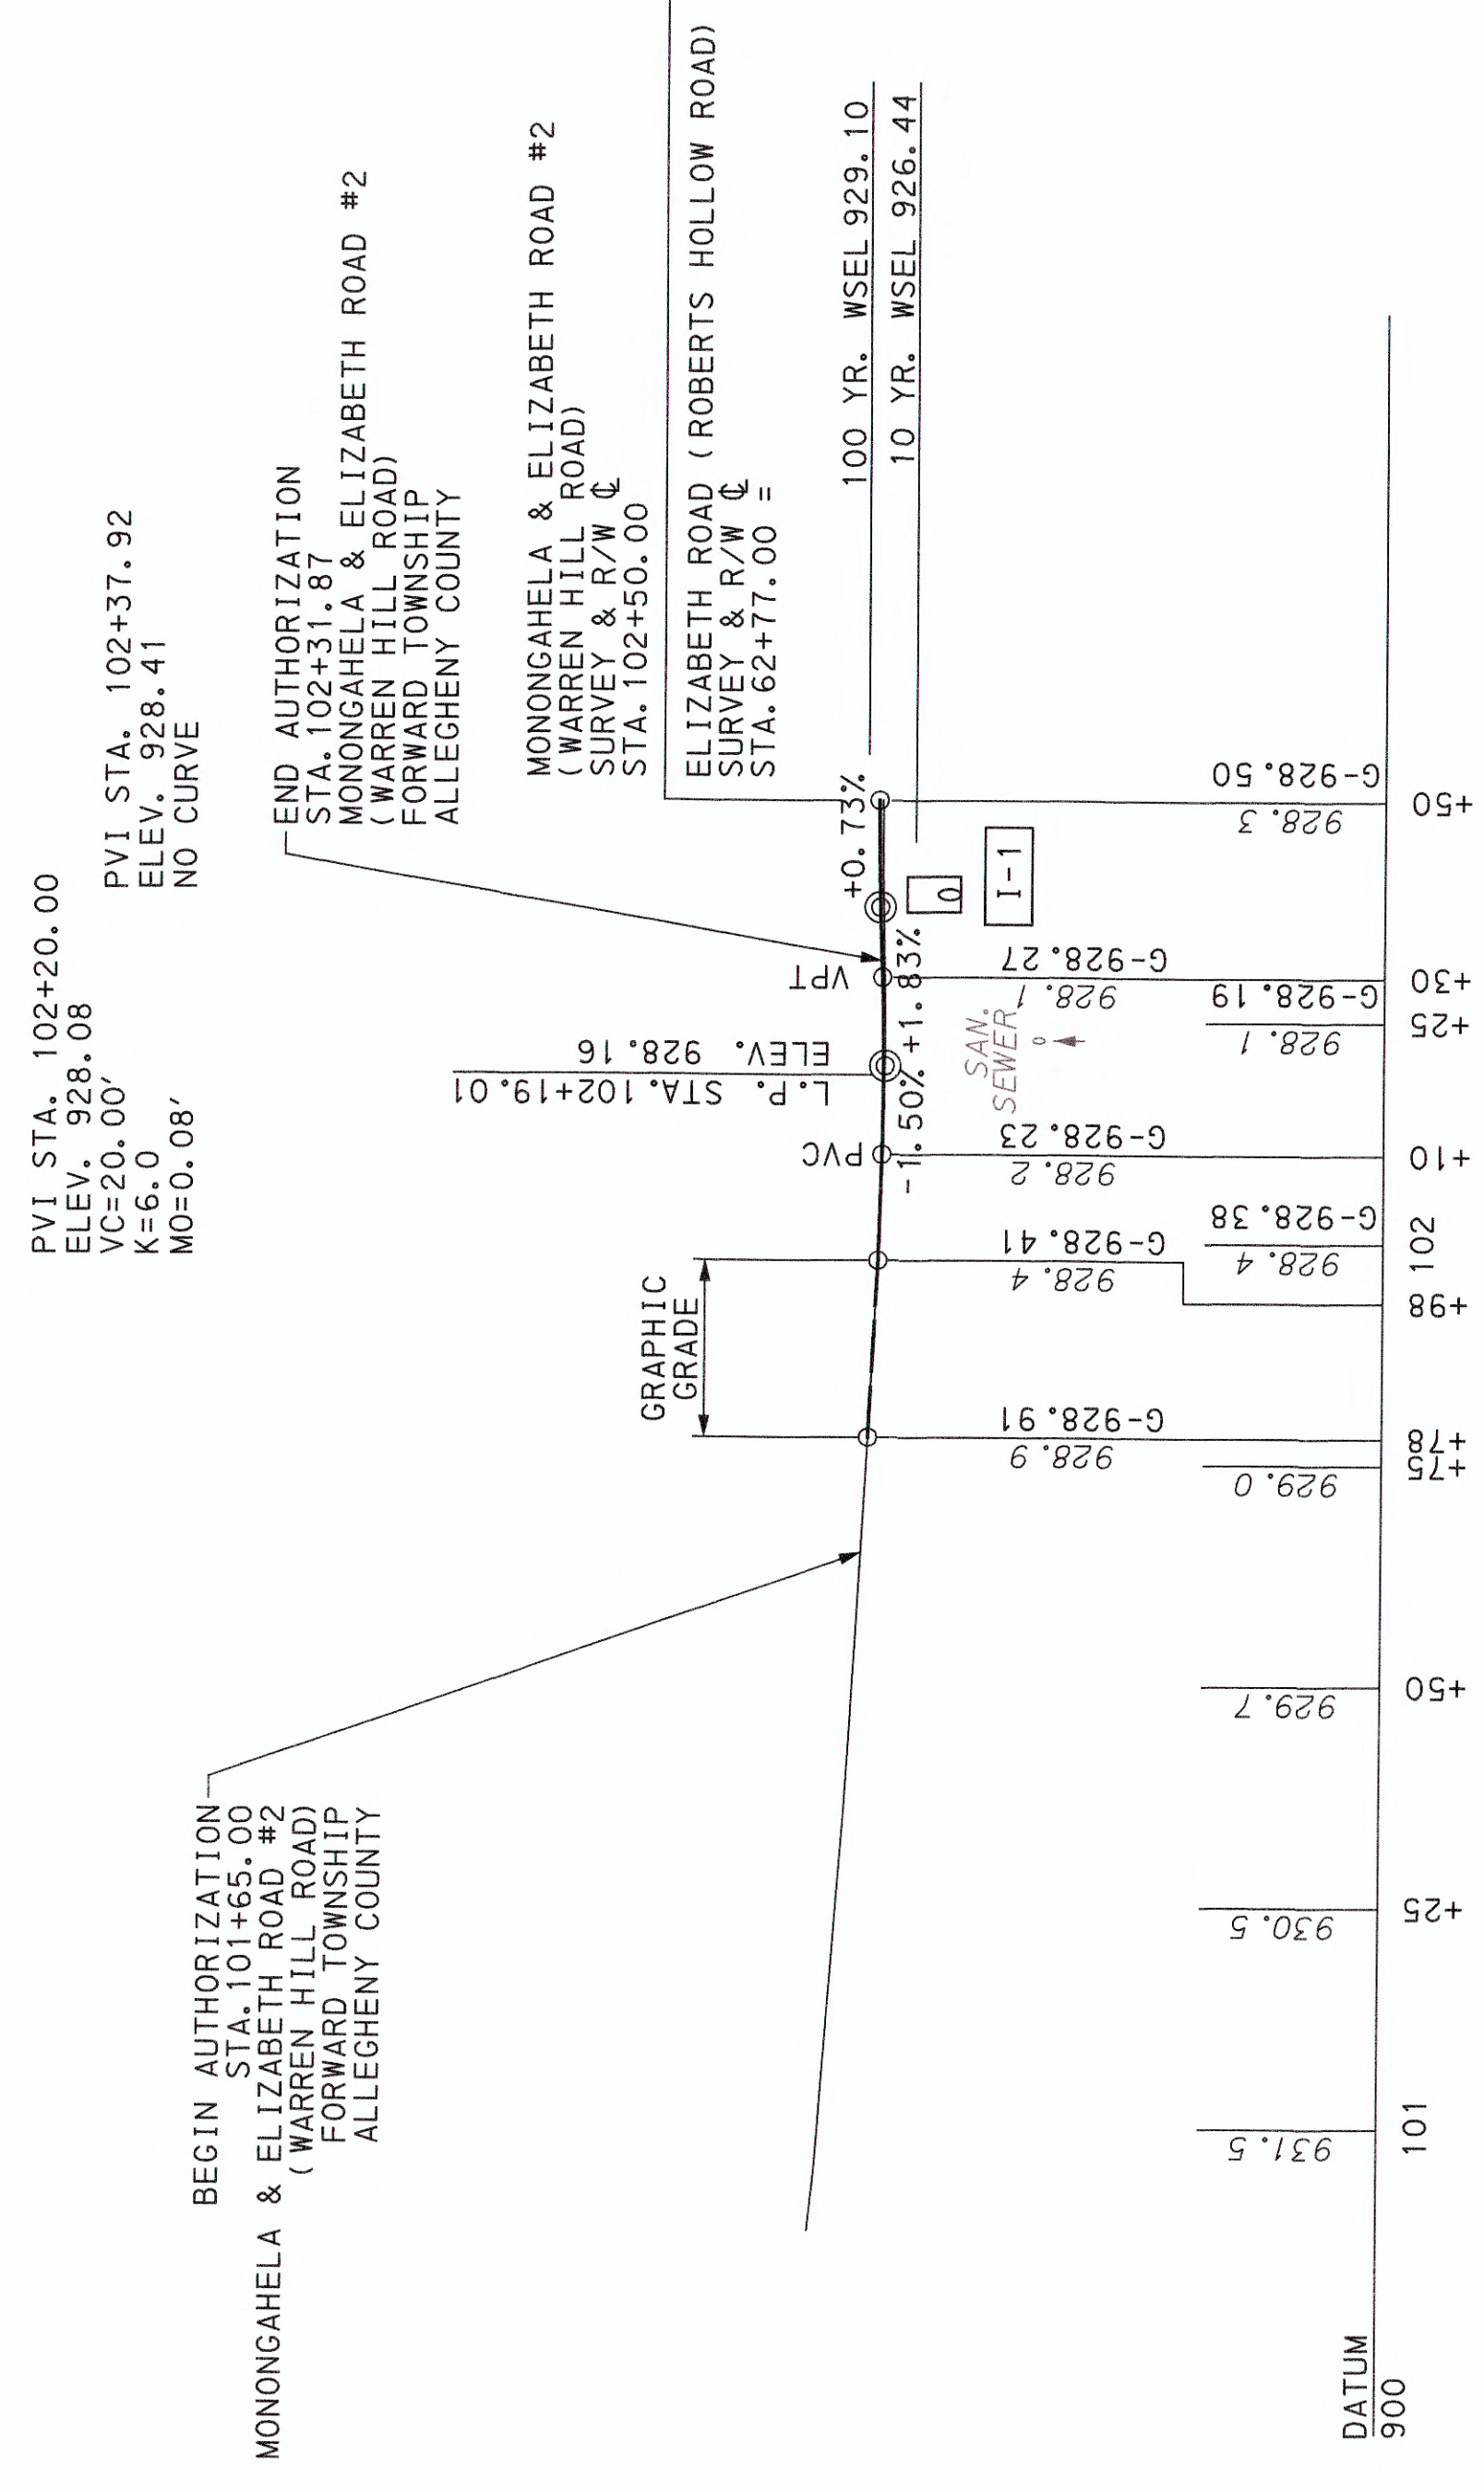 PVI STA. 102+20.00
ELEV. 928.08
VC=20.00'
K=6.0
MO=0.08'
PVI STA. 102+37.92
ELEV. 928.41
NO CURVE
BEGIN AUTHORIZATION
STA.101+65.00
MONONGAHELA & ELIZABETH ROAD #2
(WARREN HILL ROAD)
FORWARD TOWNSHIP
ALLEGHENY COUNTY
END AUTHORIZATION
STA.102+31.87
MONONGAHELA & ELIZABETH ROAD #2
(WARREN HILL ROAD)
FORWARD TOWNSHIP
ALLEGHENY COUNTY
MONONGAHELA & ELIZABETH ROAD #2
(WARREN HILL ROAD)
SURVEY & R/W ℄
STA.102+50.00
ELIZABETH ROAD (ROBERTS HOLLOW ROAD)
SURVEY & R/W ℄
STA.62+77.00 =
100 YR. WSEL 929.10
10 YR. WSEL 926.44
GRAPHIC
GRADE
L.P. STA.102+19.01
ELEV. 928.16
PVC
VPT
-1.50%
+1.83%
+0.73%
I-1
SAN.
SEWER
931.5
930.5
929.7
929.0
928.9
G-928.91
928.4
G-928.41
928.4
G-928.38
928.2
G-928.23
928.1
G-928.19
928.1
G-928.27
928.3
G-928.50
DATUM
900
101
+25
+50
+75
+78
+98
102
+10
+25
+30
+50